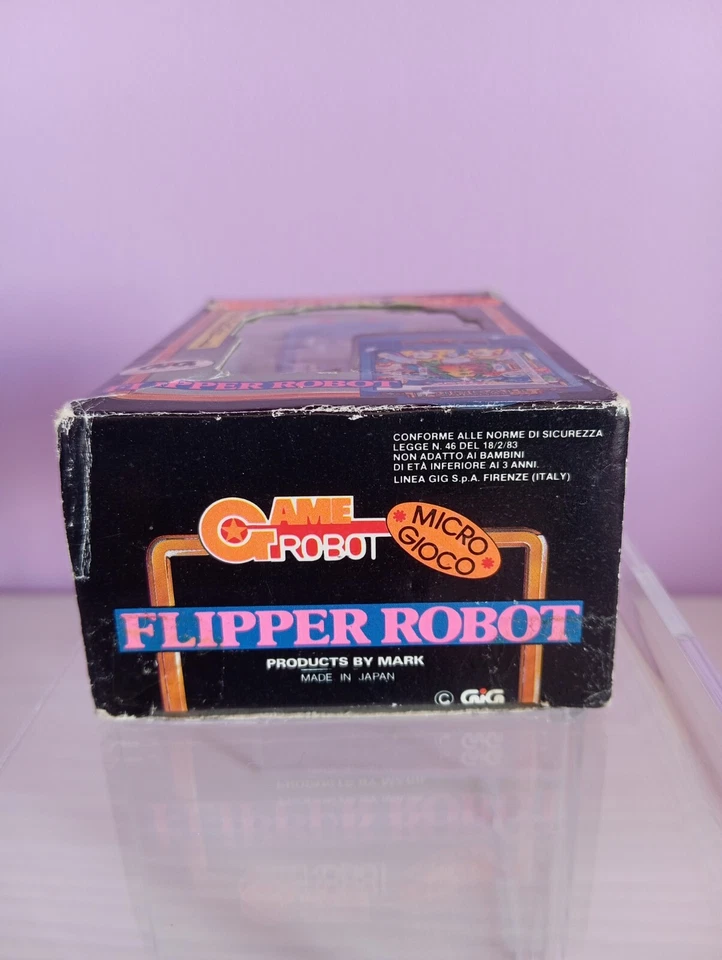 FLIPPER ROBOT
CONFORME ALLE NORME DI SICUREZZA
LEGGE N. 46 DEL 18/2/83
NON ADATTO AI BAMBINI
DI ETÀ INFERIORE AI 3 ANNI.
LINEA GIG S.p.A. FIRENZE (ITALY)
GAME
ROBOT
MICRO
GIOCO
FLIPPER ROBOT
PRODUCTS BY MARK
MADE IN JAPAN
© GiG